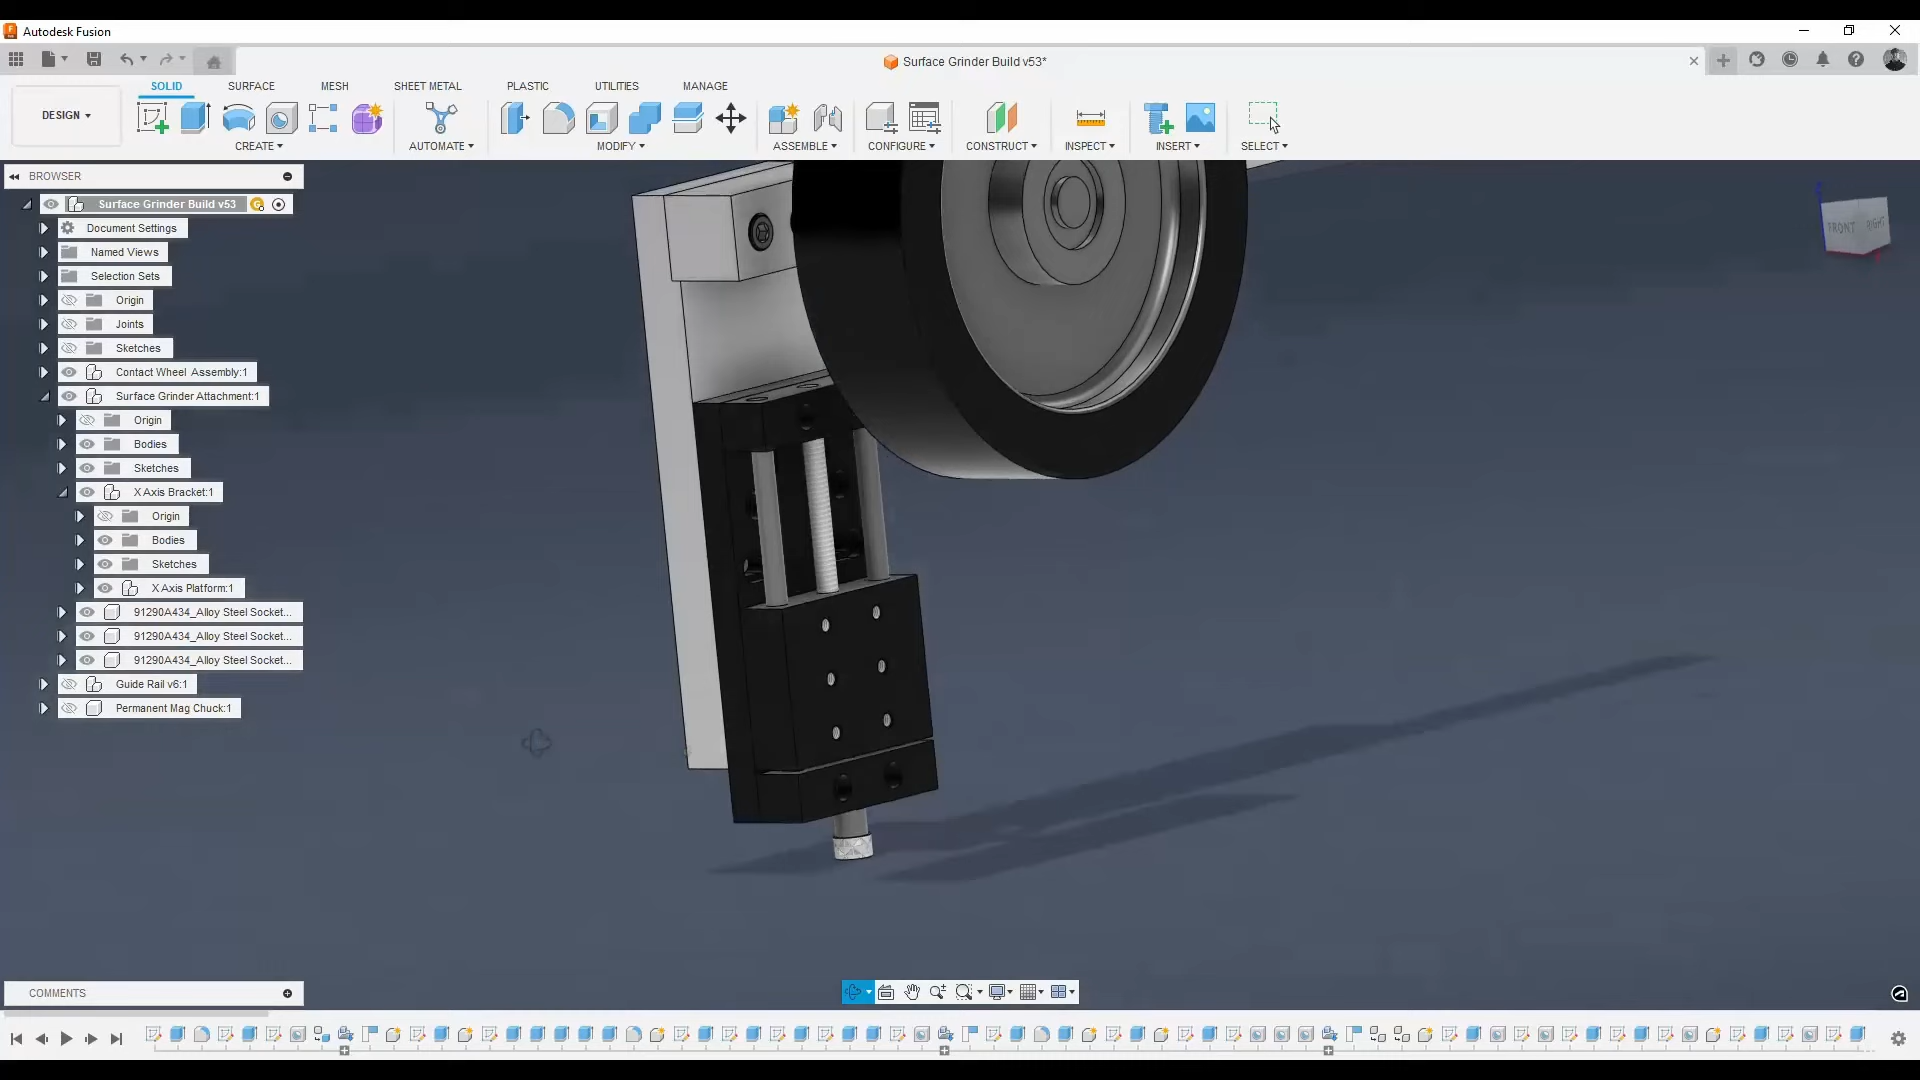 Autodesk Fusion
Surface Grinder Build v53*
SOLID SURFACE MESH SHEET METAL PLASTIC UTILITIES MANAGE
DESIGN
CREATE AUTOMATE MODIFY ASSEMBLE CONFIGURE CONSTRUCT INSPECT INSERT SELECT
BROWSER
Surface Grinder Build v53
Document Settings
Named Views
Selection Sets
Origin
Joints
Sketches
Contact Wheel Assembly:1
Surface Grinder Attachment:1
Origin
Bodies
Sketches
X Axis Bracket:1
Origin
Bodies
Sketches
X Axis Platform:1
91290A434_Alloy Steel Socket...
91290A434_Alloy Steel Socket...
91290A434_Alloy Steel Socket...
Guide Rail v6:1
Permanent Mag Chuck:1
FRONT RIGHT
COMMENTS